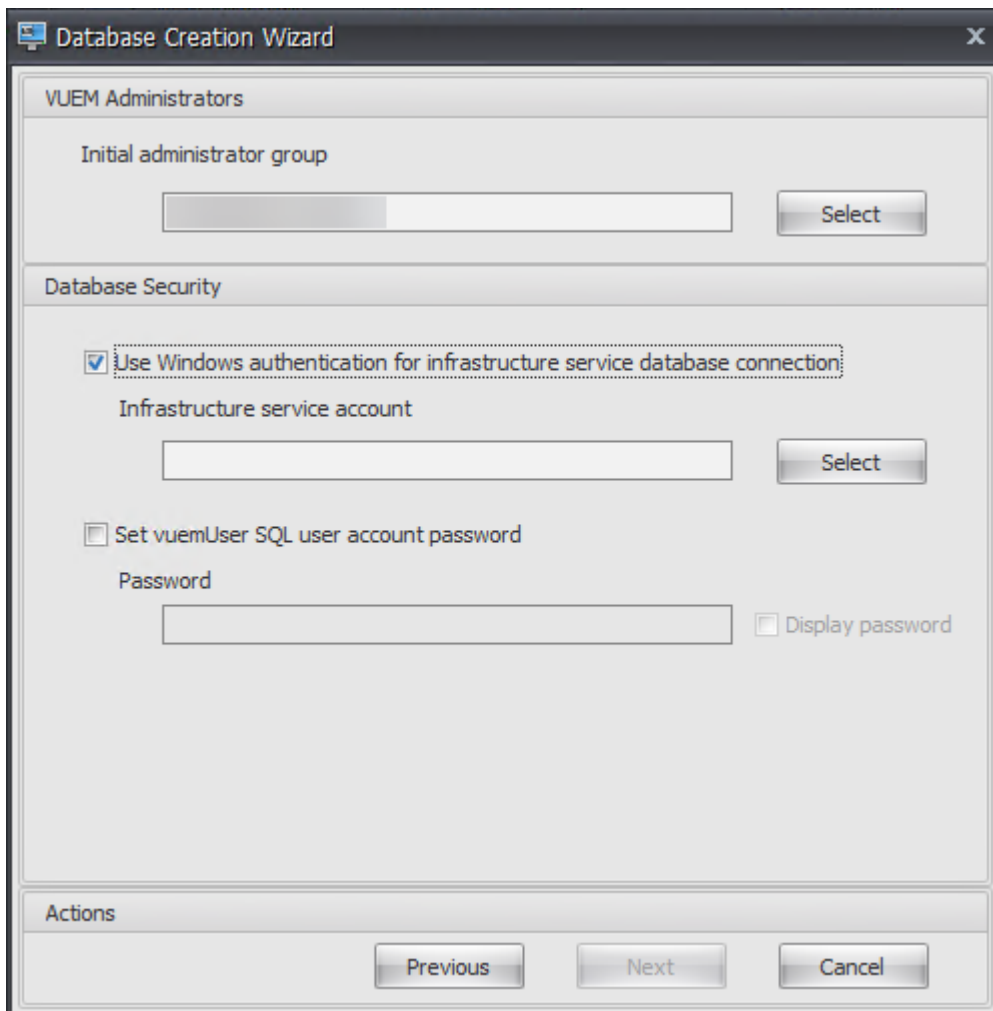 Database Creation Wizard
VUEM Administrators
Initial administrator group
Select
Database Security
Use Windows authentication for infrastructure service database connection
Infrastructure service account
Select
Set vuemUser SQL user account password
Password
Display password
Actions
Previous Next Cancel